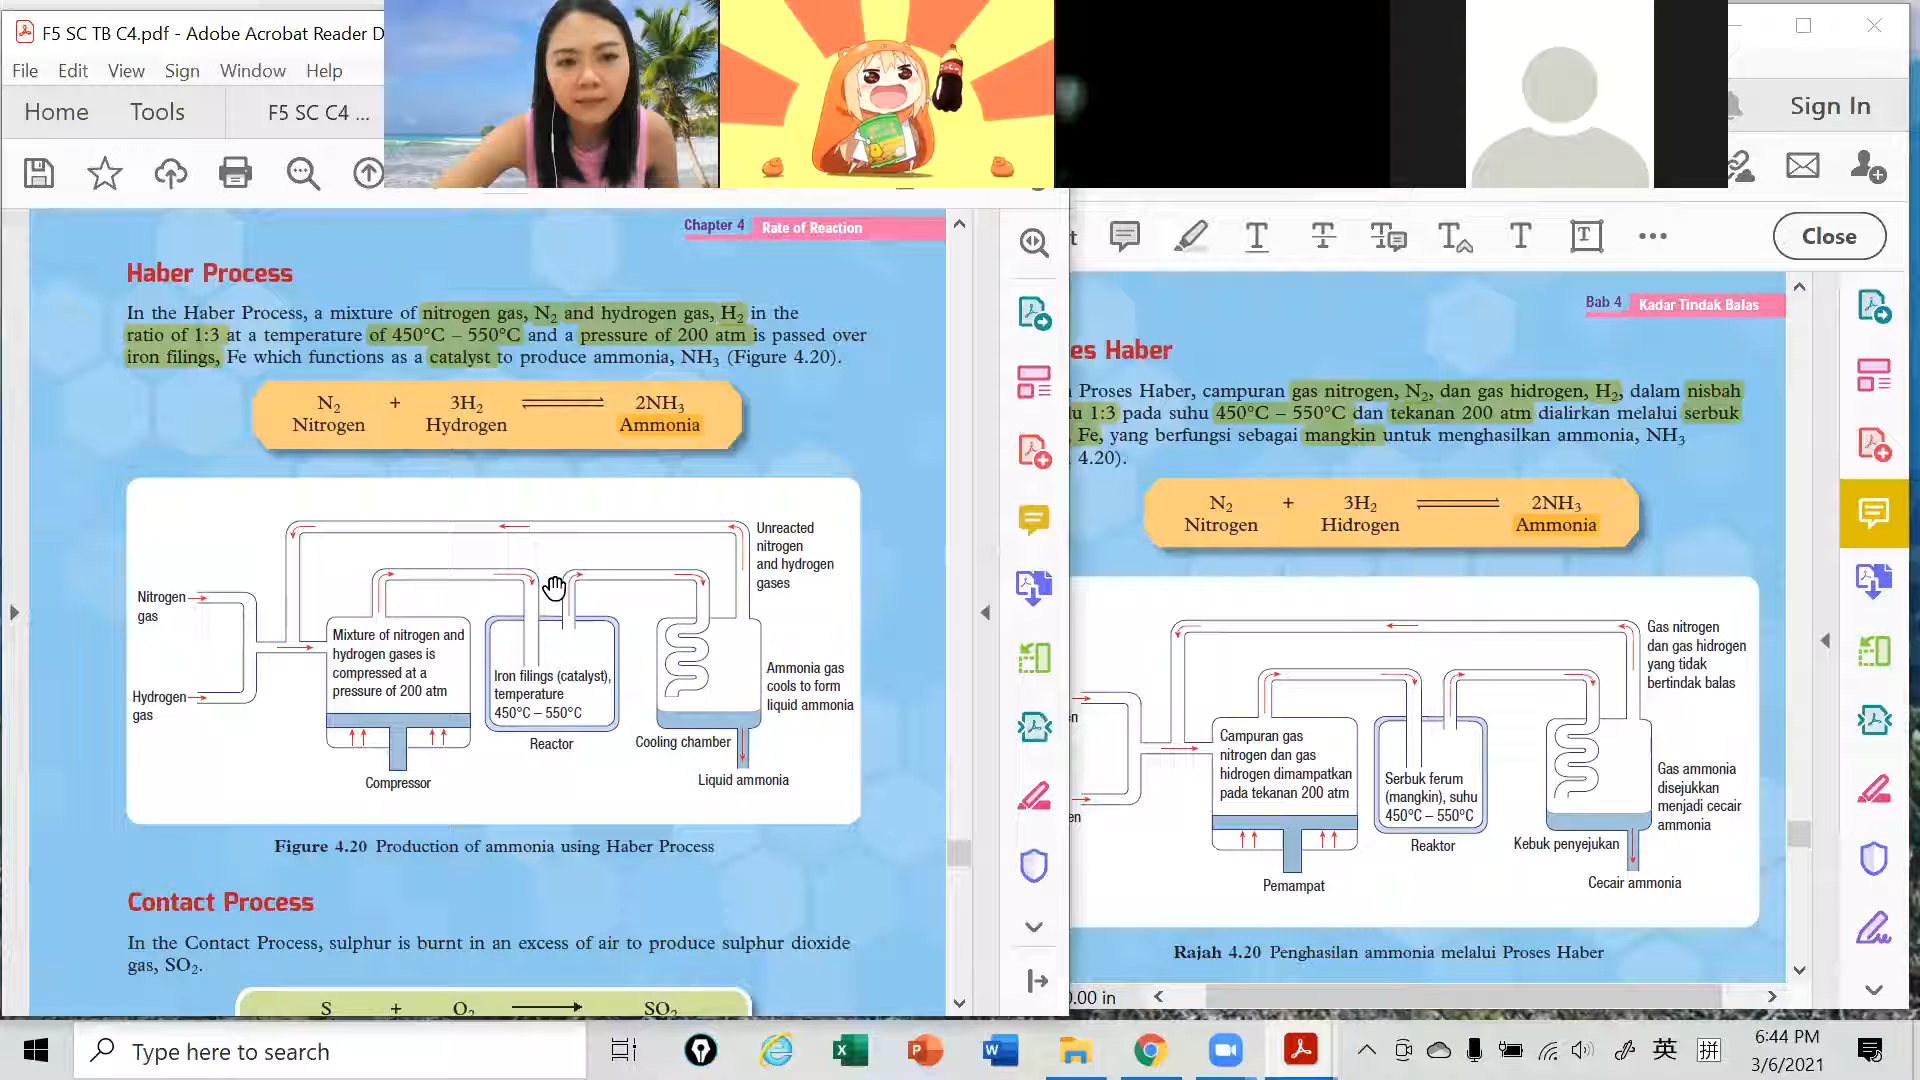 F5 SC TB C4.pdf - Adobe Acrobat Reader D
File Edit View Sign Window Help
Home Tools F5 SC C4 ...
Sign In
Close
Chapter 4 Rate of Reaction
Haber Process
In the Haber Process, a mixture of nitrogen gas, N₂ and hydrogen gas, H₂ in the
ratio of 1:3 at a temperature of 450°C – 550°C and a pressure of 200 atm is passed over
iron filings, Fe which functions as a catalyst to produce ammonia, NH₃ (Figure 4.20).
N₂ + 3H₂ 2NH₃
Nitrogen Hydrogen Ammonia
Unreacted
nitrogen
and hydrogen
gases
Nitrogen
gas
Hydrogen
gas
Mixture of nitrogen and
hydrogen gases is
compressed at a
pressure of 200 atm
Compressor
Iron filings (catalyst),
temperature
450°C – 550°C
Reactor
Ammonia gas
cools to form
liquid ammonia
Cooling chamber
Liquid ammonia
Figure 4.20 Production of ammonia using Haber Process
Contact Process
In the Contact Process, sulphur is burnt in an excess of air to produce sulphur dioxide
gas, SO₂.
S + O₂ → SO₂
Bab 4 Kadar Tindak Balas
es Haber
Proses Haber, campuran gas nitrogen, N₂, dan gas hidrogen, H₂, dalam nisbah
u 1:3 pada suhu 450°C – 550°C dan tekanan 200 atm dialirkan melalui serbuk
Fe, yang berfungsi sebagai mangkin untuk menghasilkan ammonia, NH₃
4.20).
N₂ + 3H₂ 2NH₃
Nitrogen Hidrogen Ammonia
Gas nitrogen
dan gas hidrogen
yang tidak
bertindak balas
en
en
Campuran gas
nitrogen dan gas
hidrogen dimampatkan
pada tekanan 200 atm
Pemampat
Serbuk ferum
(mangkin), suhu
450°C – 550°C
Reaktor
Gas ammonia
disejukkan
menjadi cecair
ammonia
Kebuk penyejukan
Cecair ammonia
Rajah 4.20 Penghasilan ammonia melalui Proses Haber
0.00 in
Type here to search
英 拼
6:44 PM
3/6/2021